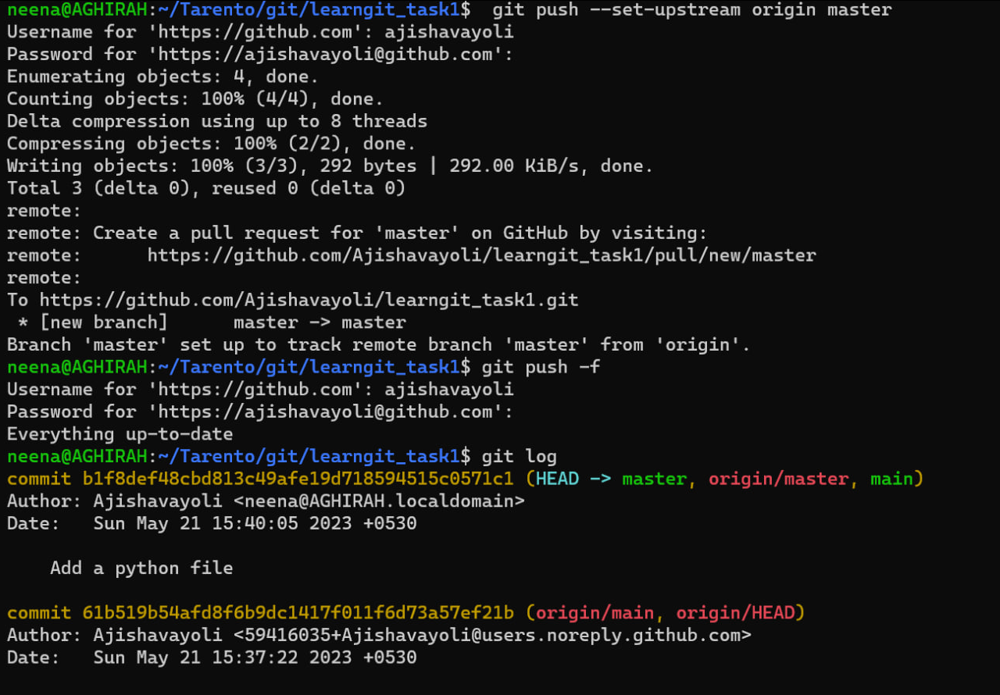 neena@AGHIRAH:~/Tarento/git/learngit_task1$  git push --set-upstream origin master
Username for 'https://github.com': ajishavayoli
Password for 'https://ajishavayoli@github.com':
Enumerating objects: 4, done.
Counting objects: 100% (4/4), done.
Delta compression using up to 8 threads
Compressing objects: 100% (2/2), done.
Writing objects: 100% (3/3), 292 bytes | 292.00 KiB/s, done.
Total 3 (delta 0), reused 0 (delta 0)
remote:
remote: Create a pull request for 'master' on GitHub by visiting:
remote:      https://github.com/Ajishavayoli/learngit_task1/pull/new/master
remote:
To https://github.com/Ajishavayoli/learngit_task1.git
 * [new branch]      master -> master
Branch 'master' set up to track remote branch 'master' from 'origin'.
neena@AGHIRAH:~/Tarento/git/learngit_task1$ git push -f
Username for 'https://github.com': ajishavayoli
Password for 'https://ajishavayoli@github.com':
Everything up-to-date
neena@AGHIRAH:~/Tarento/git/learngit_task1$ git log
commit b1f8def48cbd813c49afe19d718594515c0571c1 (HEAD -> master, origin/master, main)
Author: Ajishavayoli <neena@AGHIRAH.localdomain>
Date:   Sun May 21 15:40:05 2023 +0530
    Add a python file
commit 61b519b54afd8f6b9dc1417f011f6d73a57ef21b (origin/main, origin/HEAD)
Author: Ajishavayoli <59416035+Ajishavayoli@users.noreply.github.com>
Date:   Sun May 21 15:37:22 2023 +0530